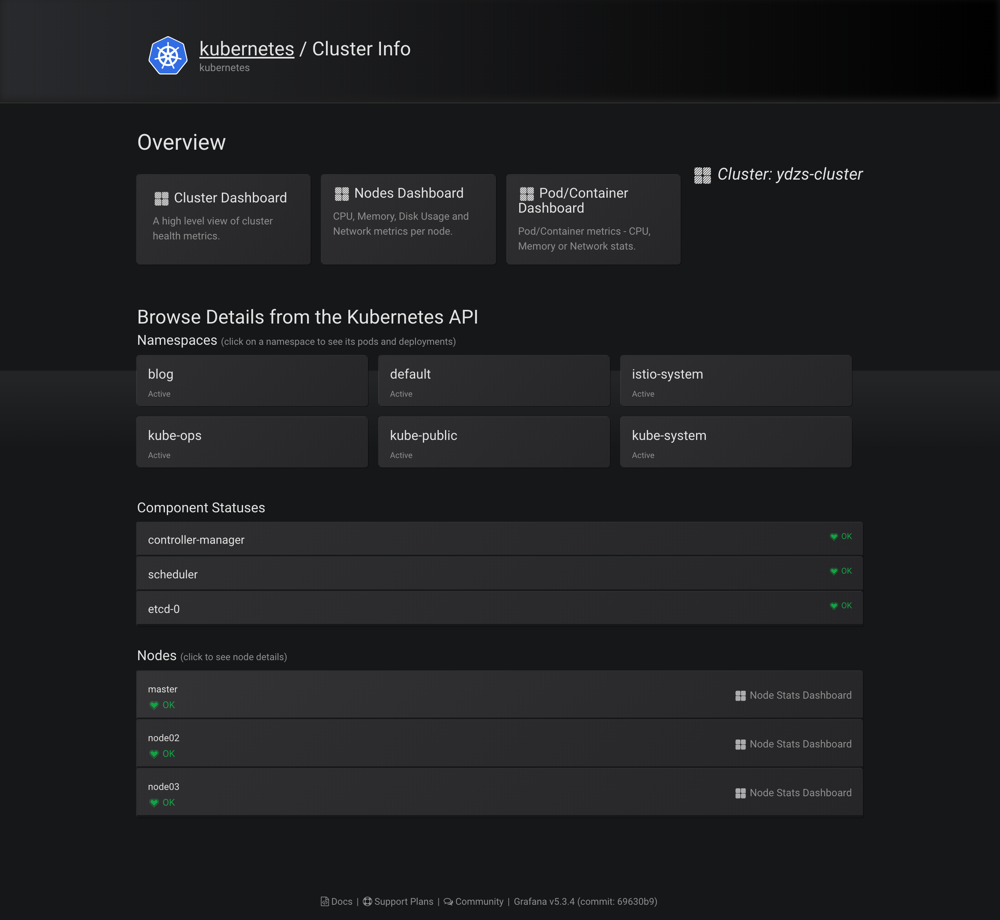 kubernetes / Cluster Info
kubernetes
Overview
Cluster: ydzs-cluster
Cluster Dashboard
A high level view of cluster
health metrics.
Nodes Dashboard
CPU, Memory, Disk Usage and
Network metrics per node.
Pod/Container
Dashboard
Pod/Container metrics - CPU,
Memory or Network stats.
Browse Details from the Kubernetes API
Namespaces (click on a namespace to see its pods and deployments)
blog
Active
default
Active
istio-system
Active
kube-ops
Active
kube-public
Active
kube-system
Active
Component Statuses
controller-manager OK
scheduler OK
etcd-0 OK
Nodes (click to see node details)
master
OK
Node Stats Dashboard
node02
OK
Node Stats Dashboard
node03
OK
Node Stats Dashboard
Docs | Support Plans | Community | Grafana v5.3.4 (commit: 69630b9)